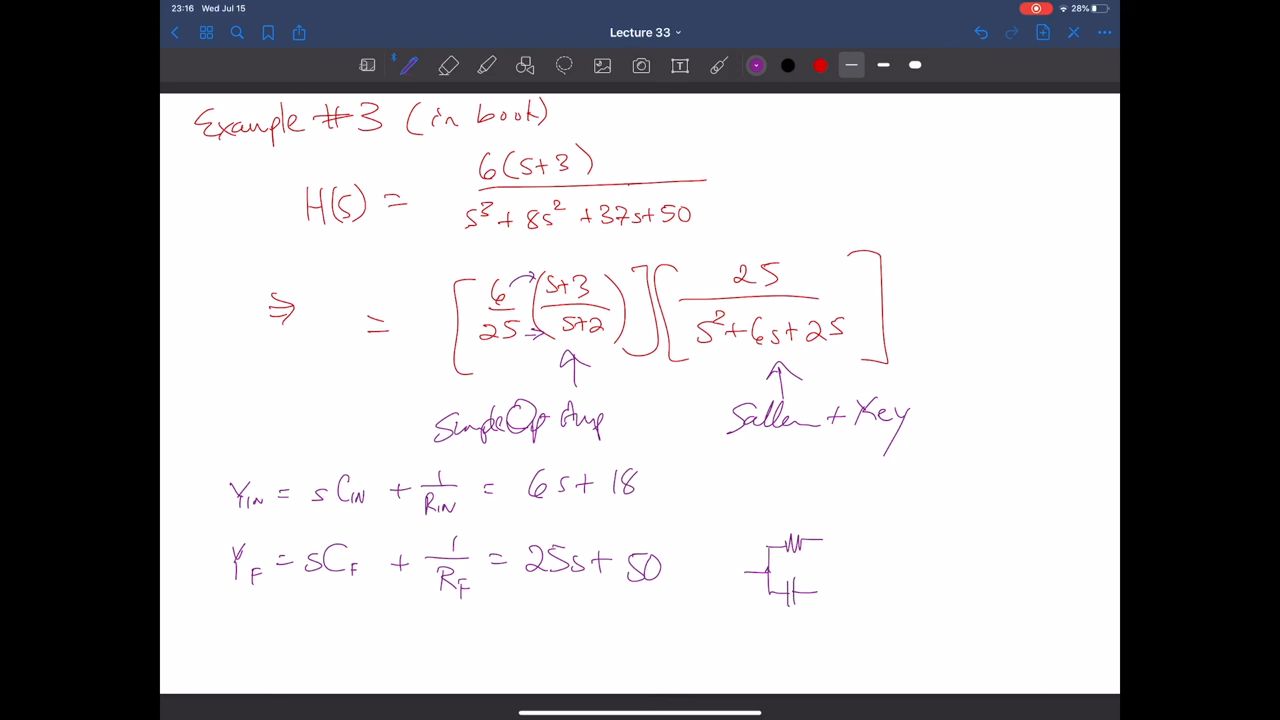 23:16 Wed Jul 15
28%
Lecture 33
Example #3 (in book)
H(s) = 6(s+3) / s³ + 8s² + 37s + 50
⇒ = [6/25 (s+3 / s+2)] [25 / s² + 6s + 25]
Simple Op Amp
Sallen + Key
Y_IN = sC_IN + 1/R_IN = 6s + 18
Y_F = sC_F + 1/R_F = 25s + 50